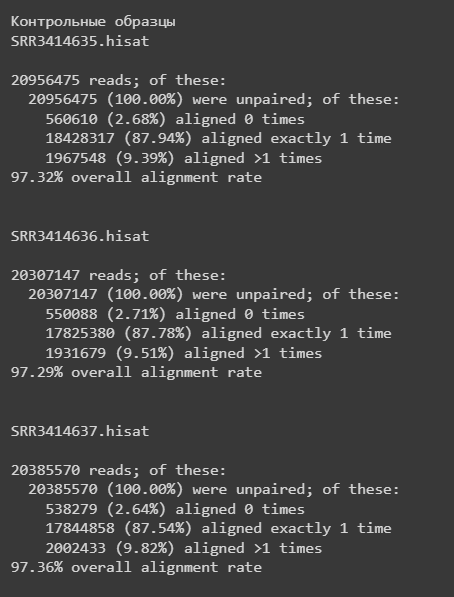 Контрольные образцы
SRR3414635.hisat
20956475 reads; of these:
20956475 (100.00%) were unpaired; of these:
560610 (2.68%) aligned 0 times
18428317 (87.94%) aligned exactly 1 time
1967548 (9.39%) aligned >1 times
97.32% overall alignment rate
SRR3414636.hisat
20307147 reads; of these:
20307147 (100.00%) were unpaired; of these:
550088 (2.71%) aligned 0 times
17825380 (87.78%) aligned exactly 1 time
1931679 (9.51%) aligned >1 times
97.29% overall alignment rate
SRR3414637.hisat
20385570 reads; of these:
20385570 (100.00%) were unpaired; of these:
538279 (2.64%) aligned 0 times
17844858 (87.54%) aligned exactly 1 time
2002433 (9.82%) aligned >1 times
97.36% overall alignment rate